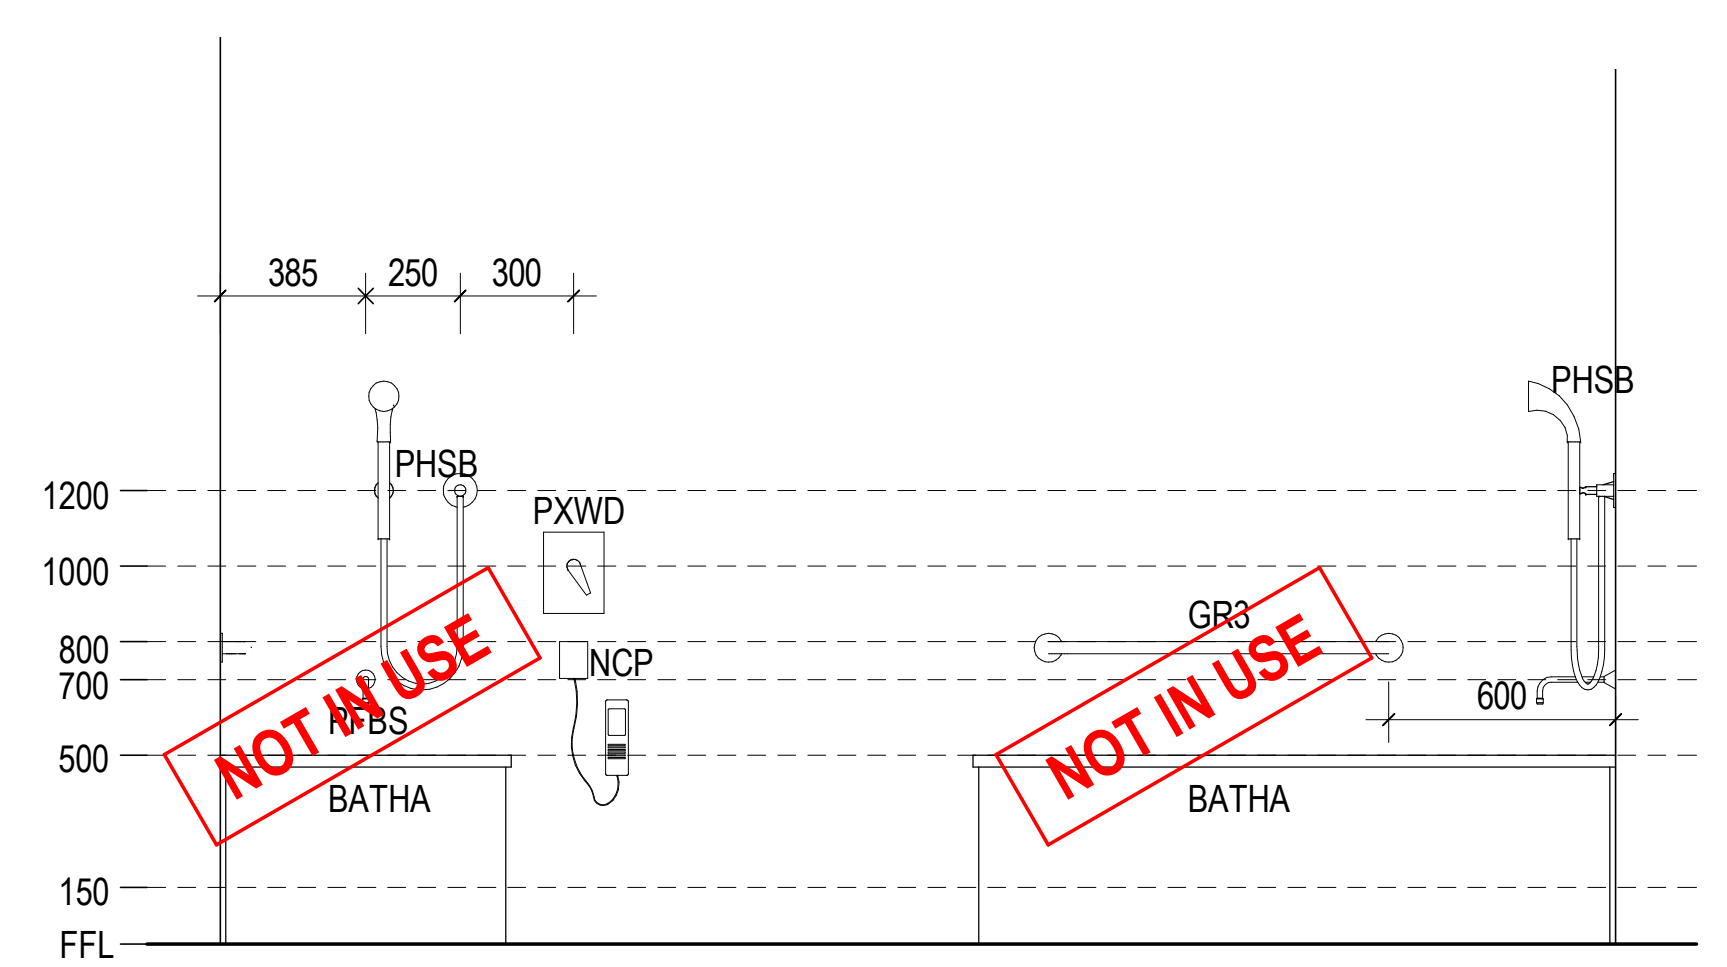 385 250 300
PHSB
PHSB
1200
PXWD
1000
GR3
800
NCP
700
600
PFBS
NOT IN USE
NOT IN USE
500
BATHA
BATHA
150
FFL